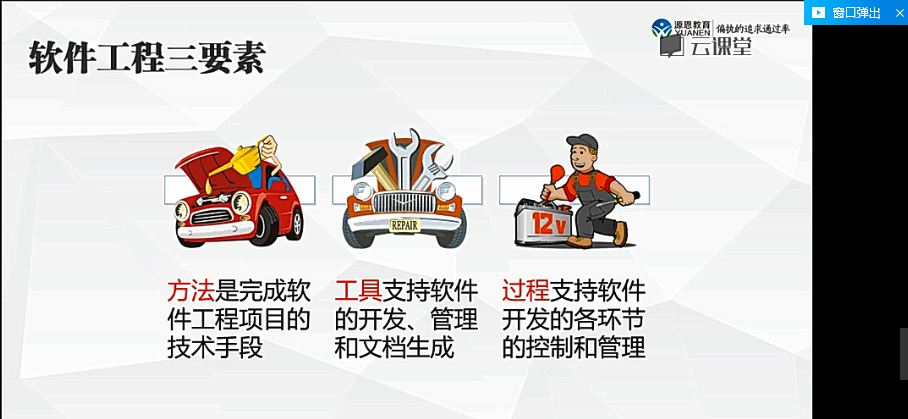 窗口弹出
源恩教育
YUANEN
偏执的追求通过率
云课堂
软件工程三要素
REPAIR
12v
方法是完成软
件工程项目的
技术手段
工具支持软件
的开发、管理
和文档生成
过程支持软件
开发的各环节
的控制和管理